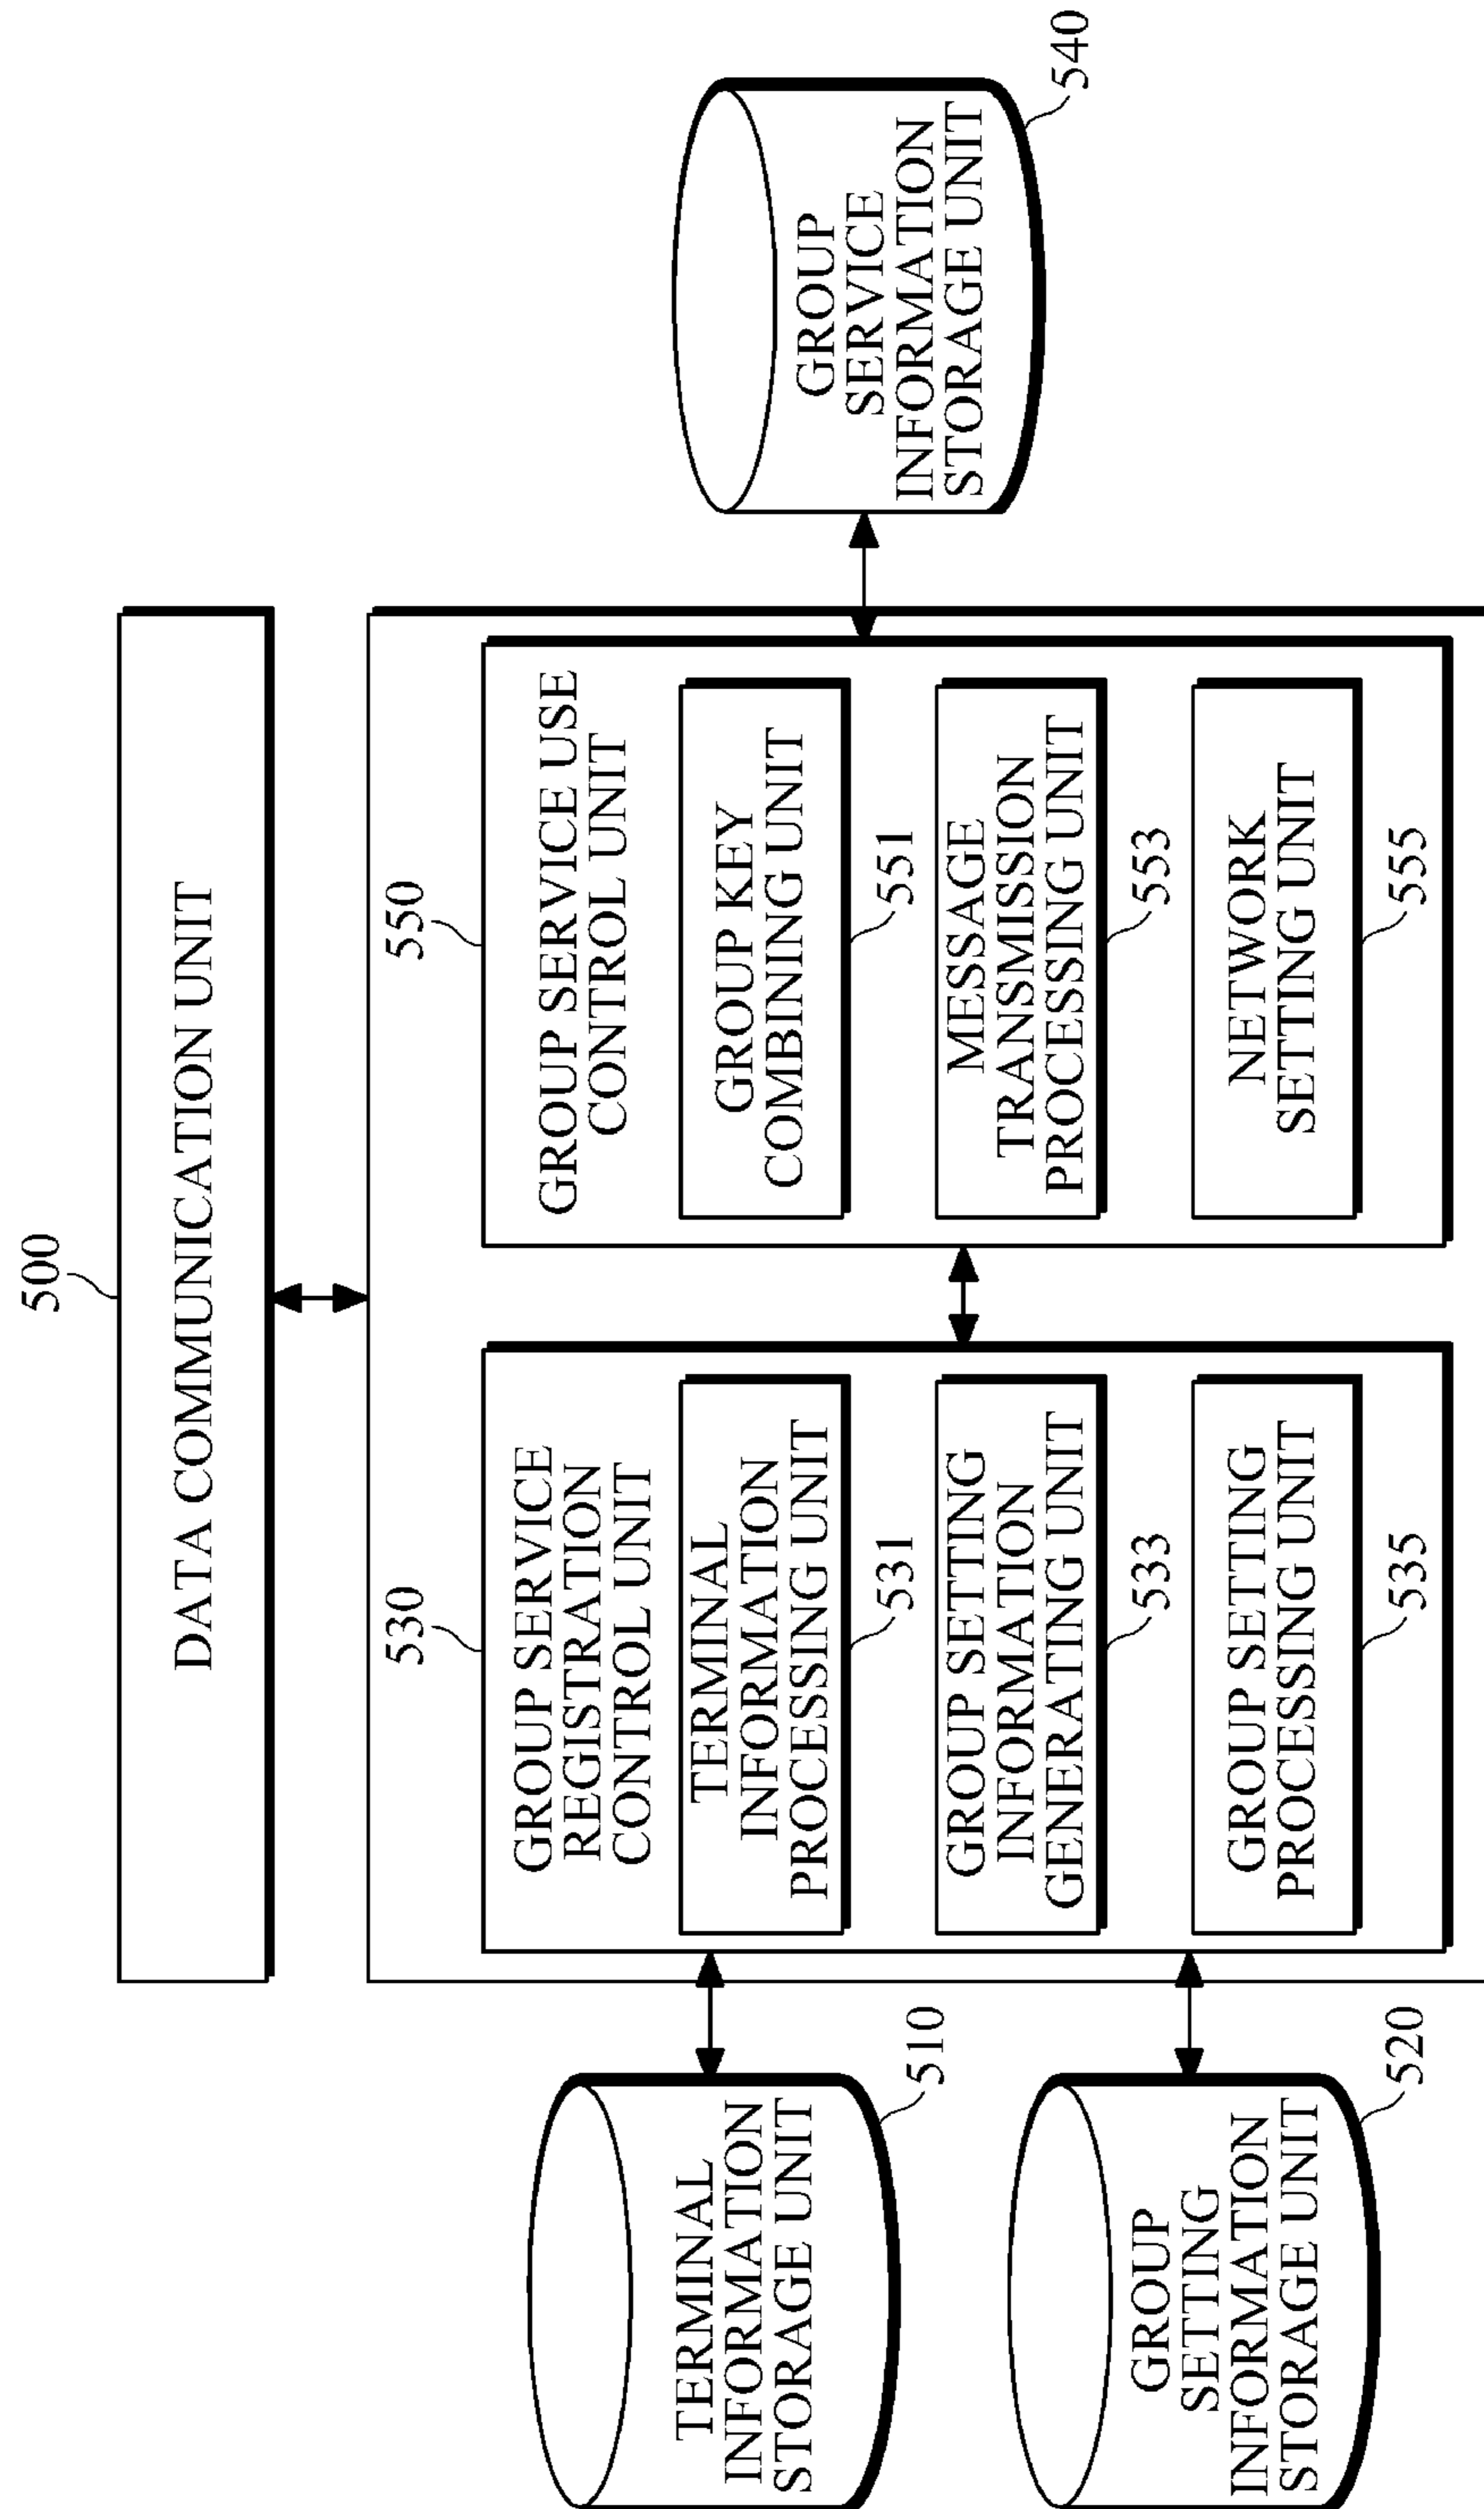 500
DATA COMMUNICATION UNIT
530
550
GROUP SERVICE
REGISTRATION
CONTROL UNIT
TERMINAL
INFORMATION
PROCESSING UNIT
531
GROUP SETTING
INFORMATION
GENERATING UNIT
533
GROUP SETTING
PROCESSING UNIT
535
GROUP SERVICE USE
CONTROL UNIT
GROUP KEY
COMBINING UNIT
551
MESSAGE
TRANSMISSION
PROCESSING UNIT
553
NETWORK
SETTING UNIT
555
TERMINAL
INFORMATION
STORAGE UNIT
510
GROUP
SETTING
INFORMATION
STORAGE UNIT
520
GROUP
SERVICE
INFORMATION
STORAGE UNIT
540